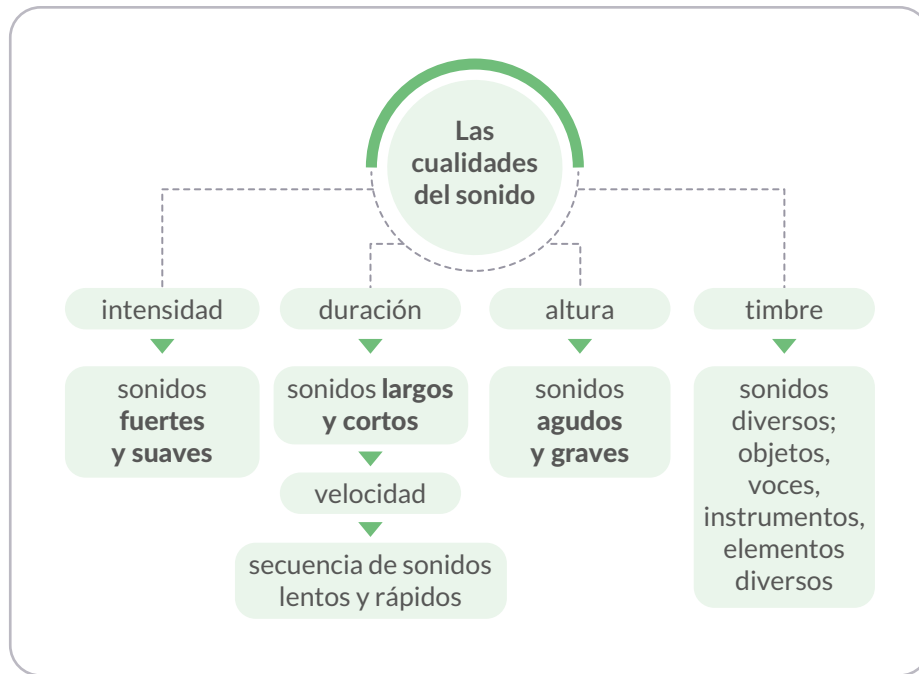 Las
cualidades
del sonido
intensidad
duración
altura
timbre
sonidos
fuertes
y suaves
sonidos largos
y cortos
velocidad
secuencia de sonidos
lentos y rápidos
sonidos
agudos
y graves
sonidos
diversos;
objetos,
voces,
instrumentos,
elementos
diversos